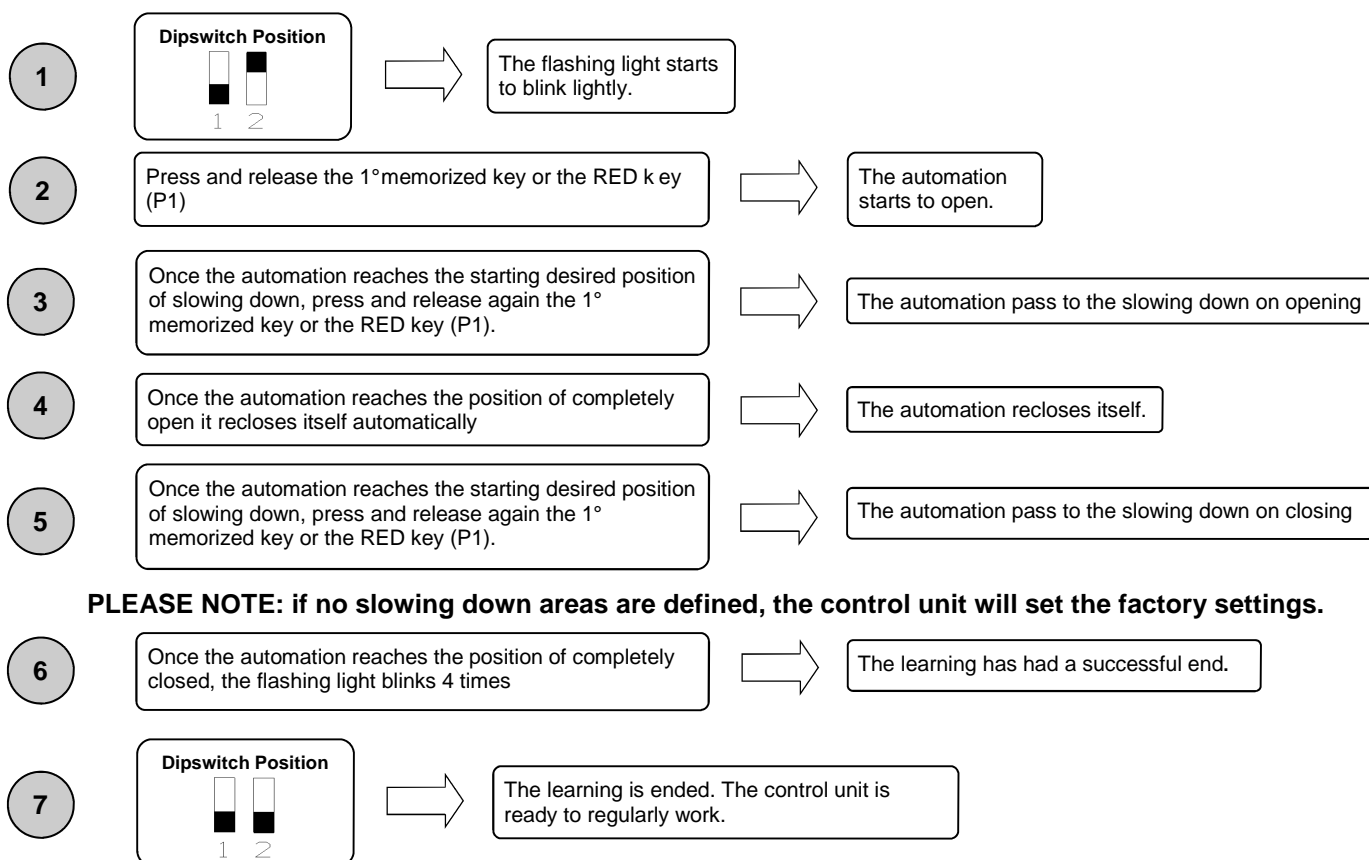 1
Dipswitch Position
1 2
The flashing light starts
to blink lightly.
2
Press and release the 1°memorized key or the RED k ey
(P1)
The automation
starts to open.
3
Once the automation reaches the starting desired position
of slowing down, press and release again the 1°
memorized key or the RED key (P1).
The automation pass to the slowing down on opening
4
Once the automation reaches the position of completely
open it recloses itself automatically
The automation recloses itself.
5
Once the automation reaches the starting desired position
of slowing down, press and release again the 1°
memorized key or the RED key (P1).
The automation pass to the slowing down on closing
PLEASE NOTE: if no slowing down areas are defined, the control unit will set the factory settings.
6
Once the automation reaches the position of completely
closed, the flashing light blinks 4 times
The learning has had a successful end.
7
Dipswitch Position
1 2
The learning is ended. The control unit is
ready to regularly work.